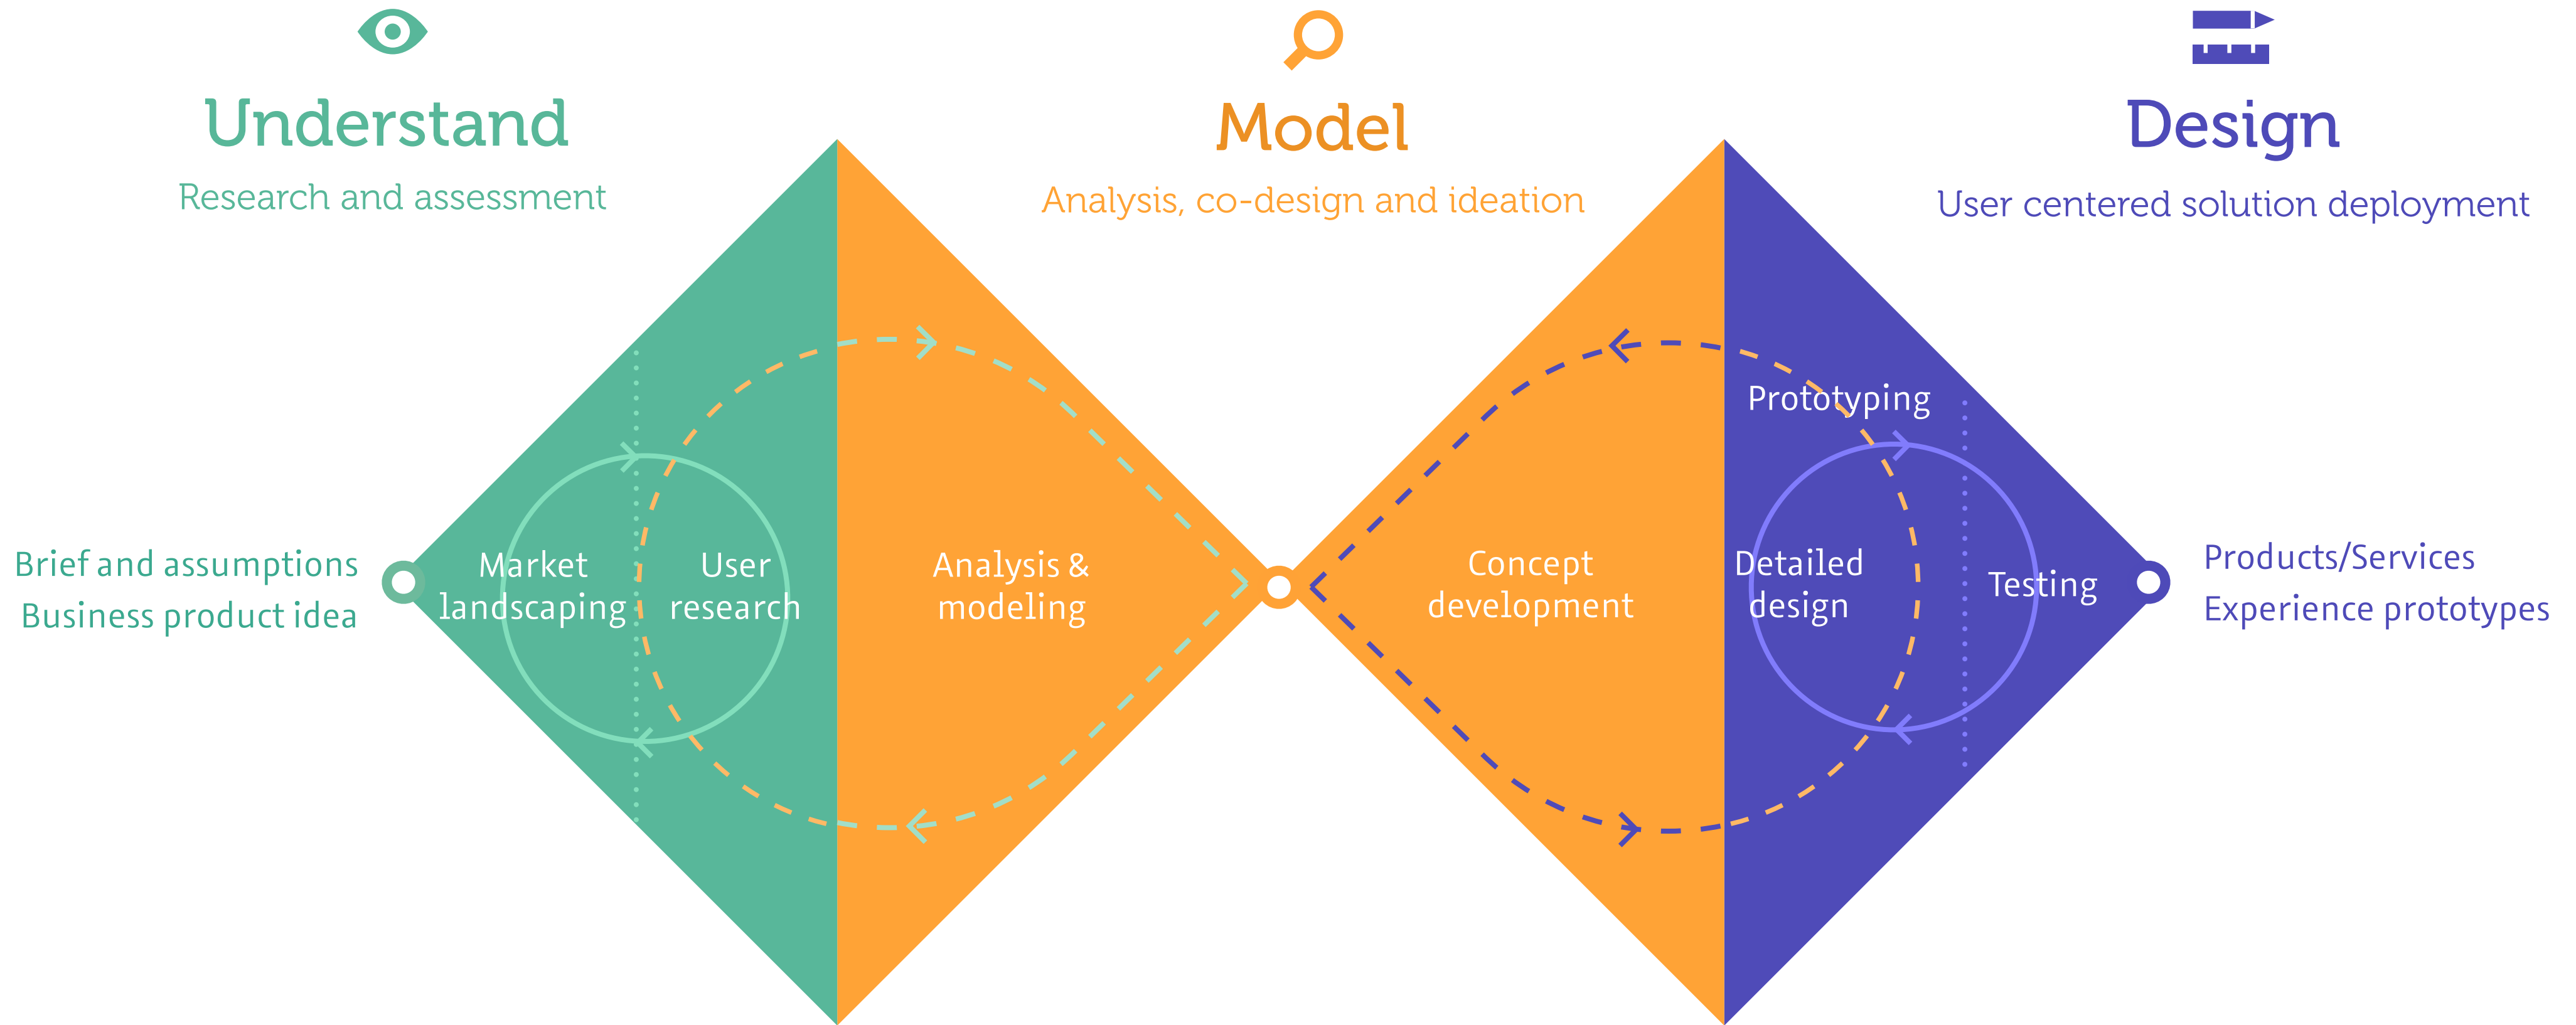 Understand
Research and assessment
Model
Analysis, co-design and ideation
Design
User centered solution deployment
Brief and assumptions
Business product idea
Market
landscaping
User
research
Analysis &
modeling
Concept
development
Prototyping
Detailed
design
Testing
Products/Services
Experience prototypes